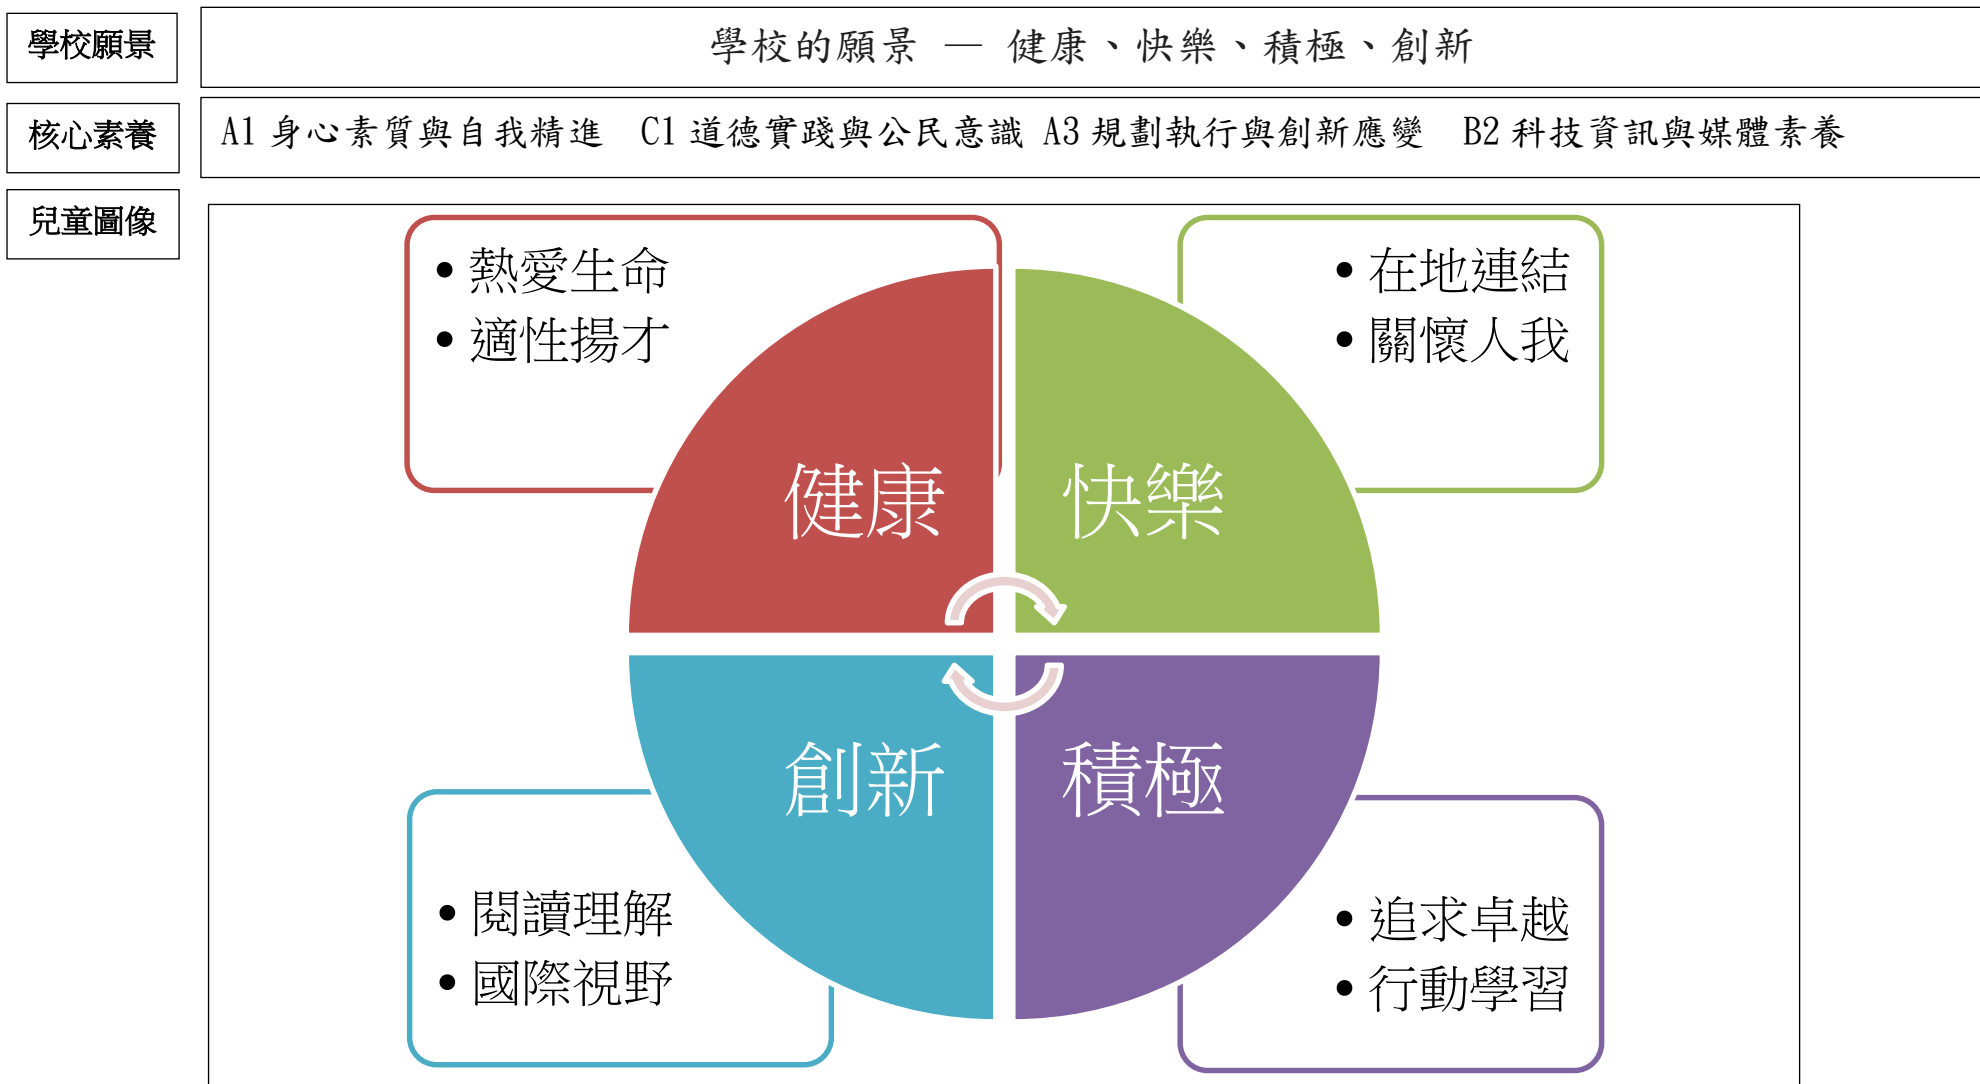 學校願景
學校的願景 — 健康、快樂、積極、創新
核心素養
A1 身心素質與自我精進 C1 道德實踐與公民意識 A3 規劃執行與創新應變 B2 科技資訊與媒體素養
兒童圖像
• 熱愛生命
• 適性揚才
• 在地連結
• 關懷人我
健康
快樂
創新
積極
• 閱讀理解
• 國際視野
• 追求卓越
• 行動學習